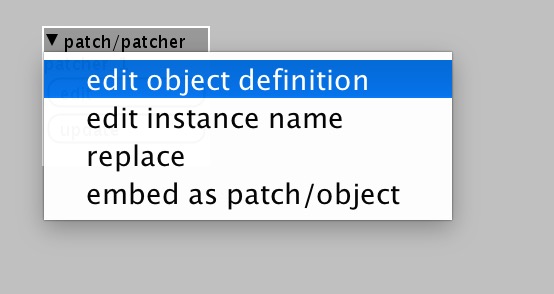 patch/patcher
edit object definition
edit instance name
replace
embed as patch/object